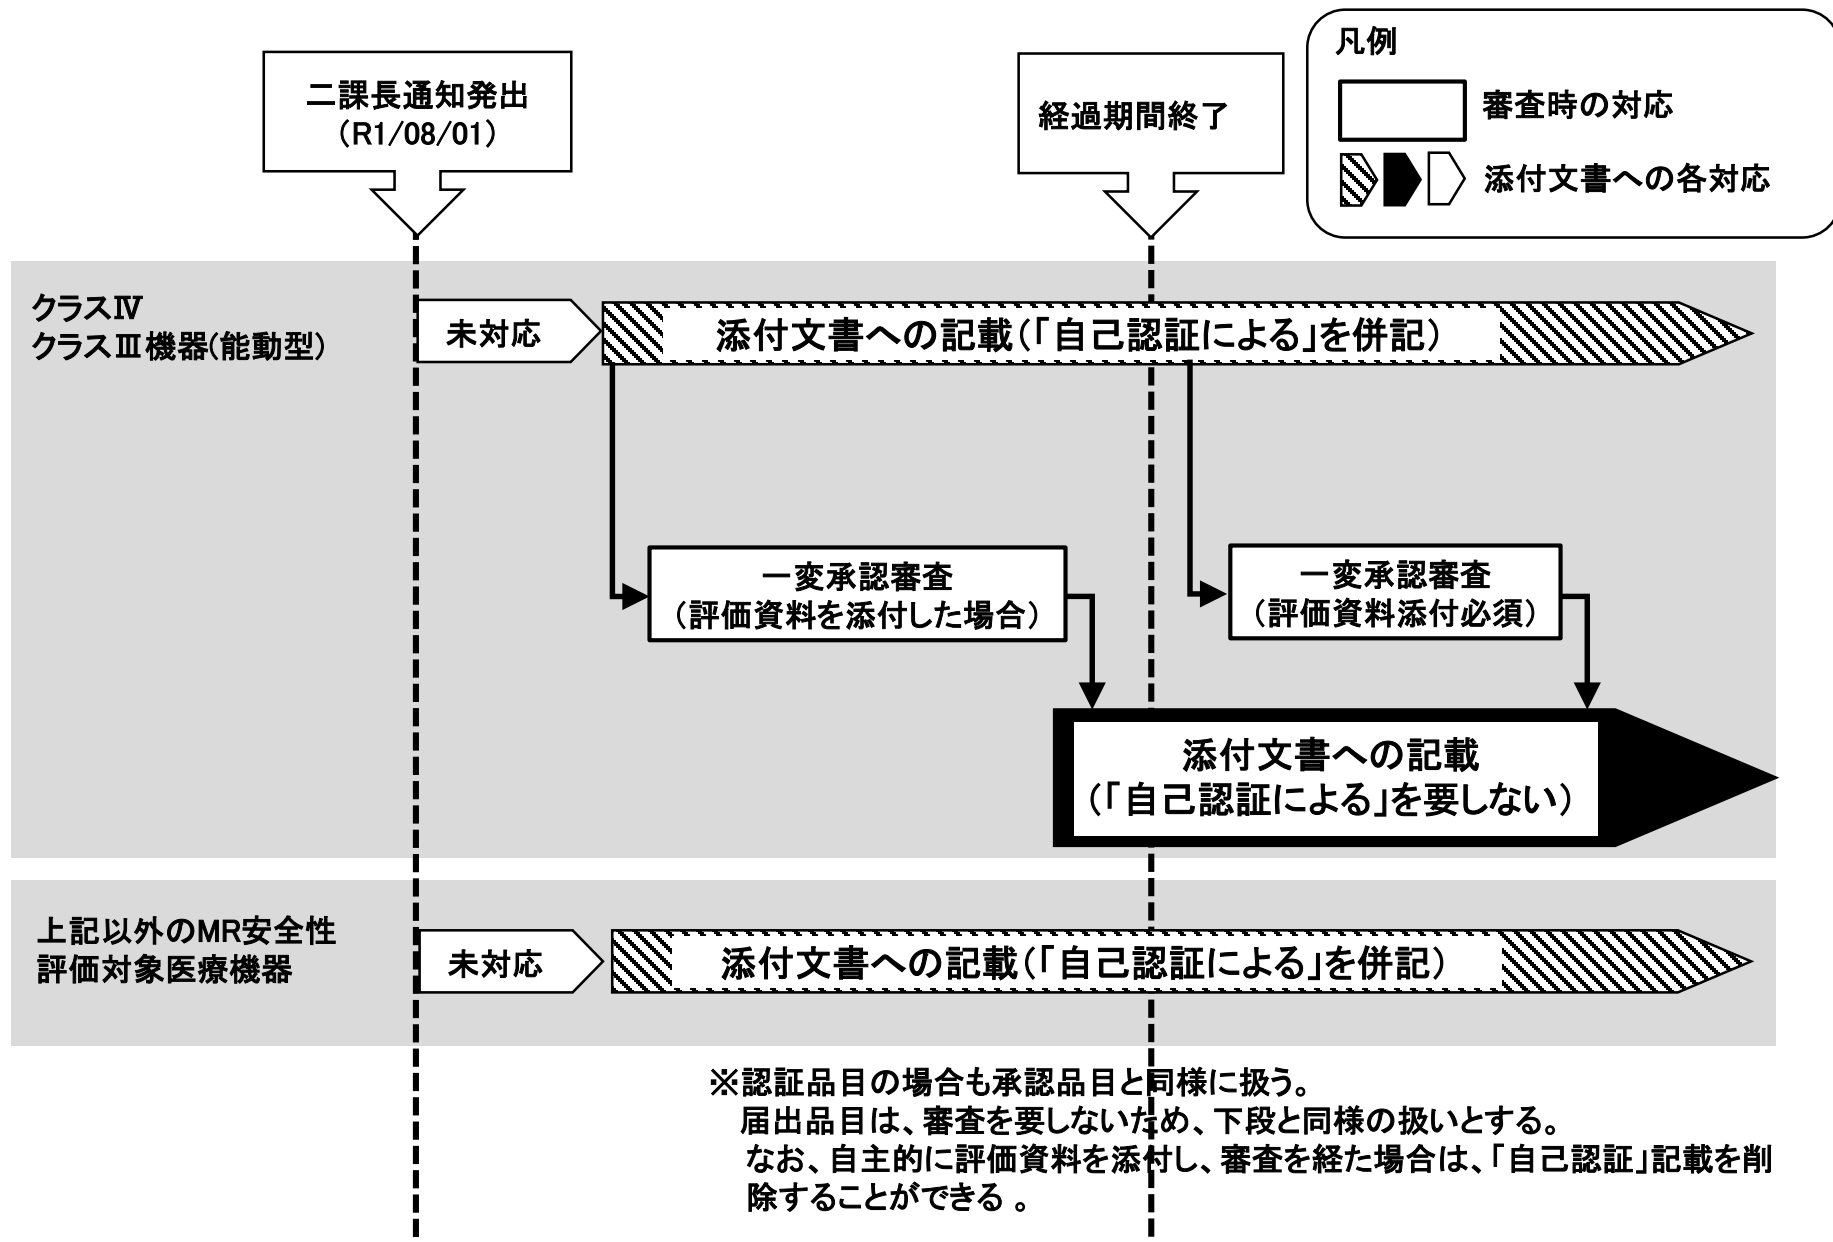 二課長通知発出
（R1/08/01）
経過期間終了
凡例
審査時の対応
添付文書への各対応
クラスⅣ
クラスⅢ機器(能動型)
未対応
添付文書への記載（「自己認証による」を併記）
一変承認審査
（評価資料を添付した場合）
一変承認審査
（評価資料添付必須）
添付文書への記載
（「自己認証による」を要しない）
上記以外のMR安全性
評価対象医療機器
未対応
添付文書への記載（「自己認証による」を併記）
※認証品目の場合も承認品目と同様に扱う。
届出品目は、審査を要しないため、下段と同様の扱いとする。
なお、自主的に評価資料を添付し、審査を経た場合は、「自己認証」記載を削
除することができる 。